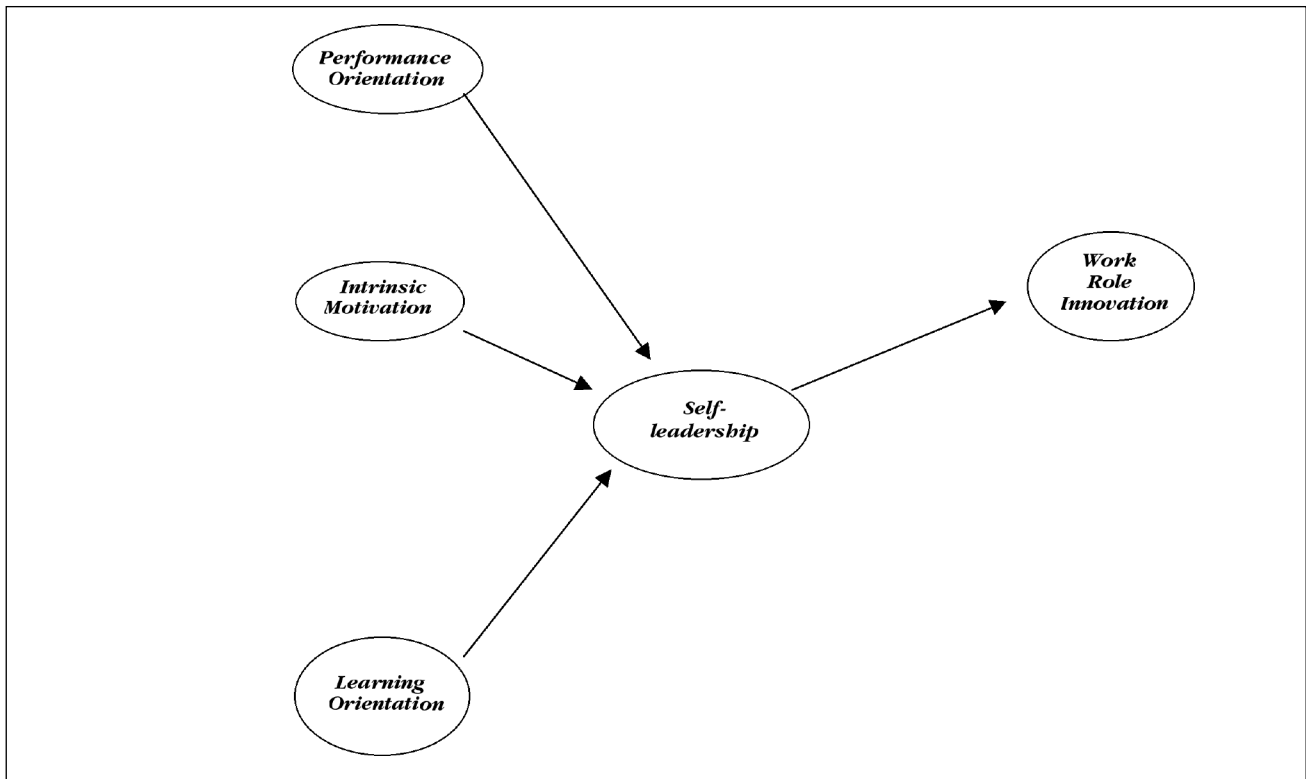 Performance
Orientation
Intrinsic
Motivation
Work
Role
Innovation
Self-
leadership
Learning
Orientation